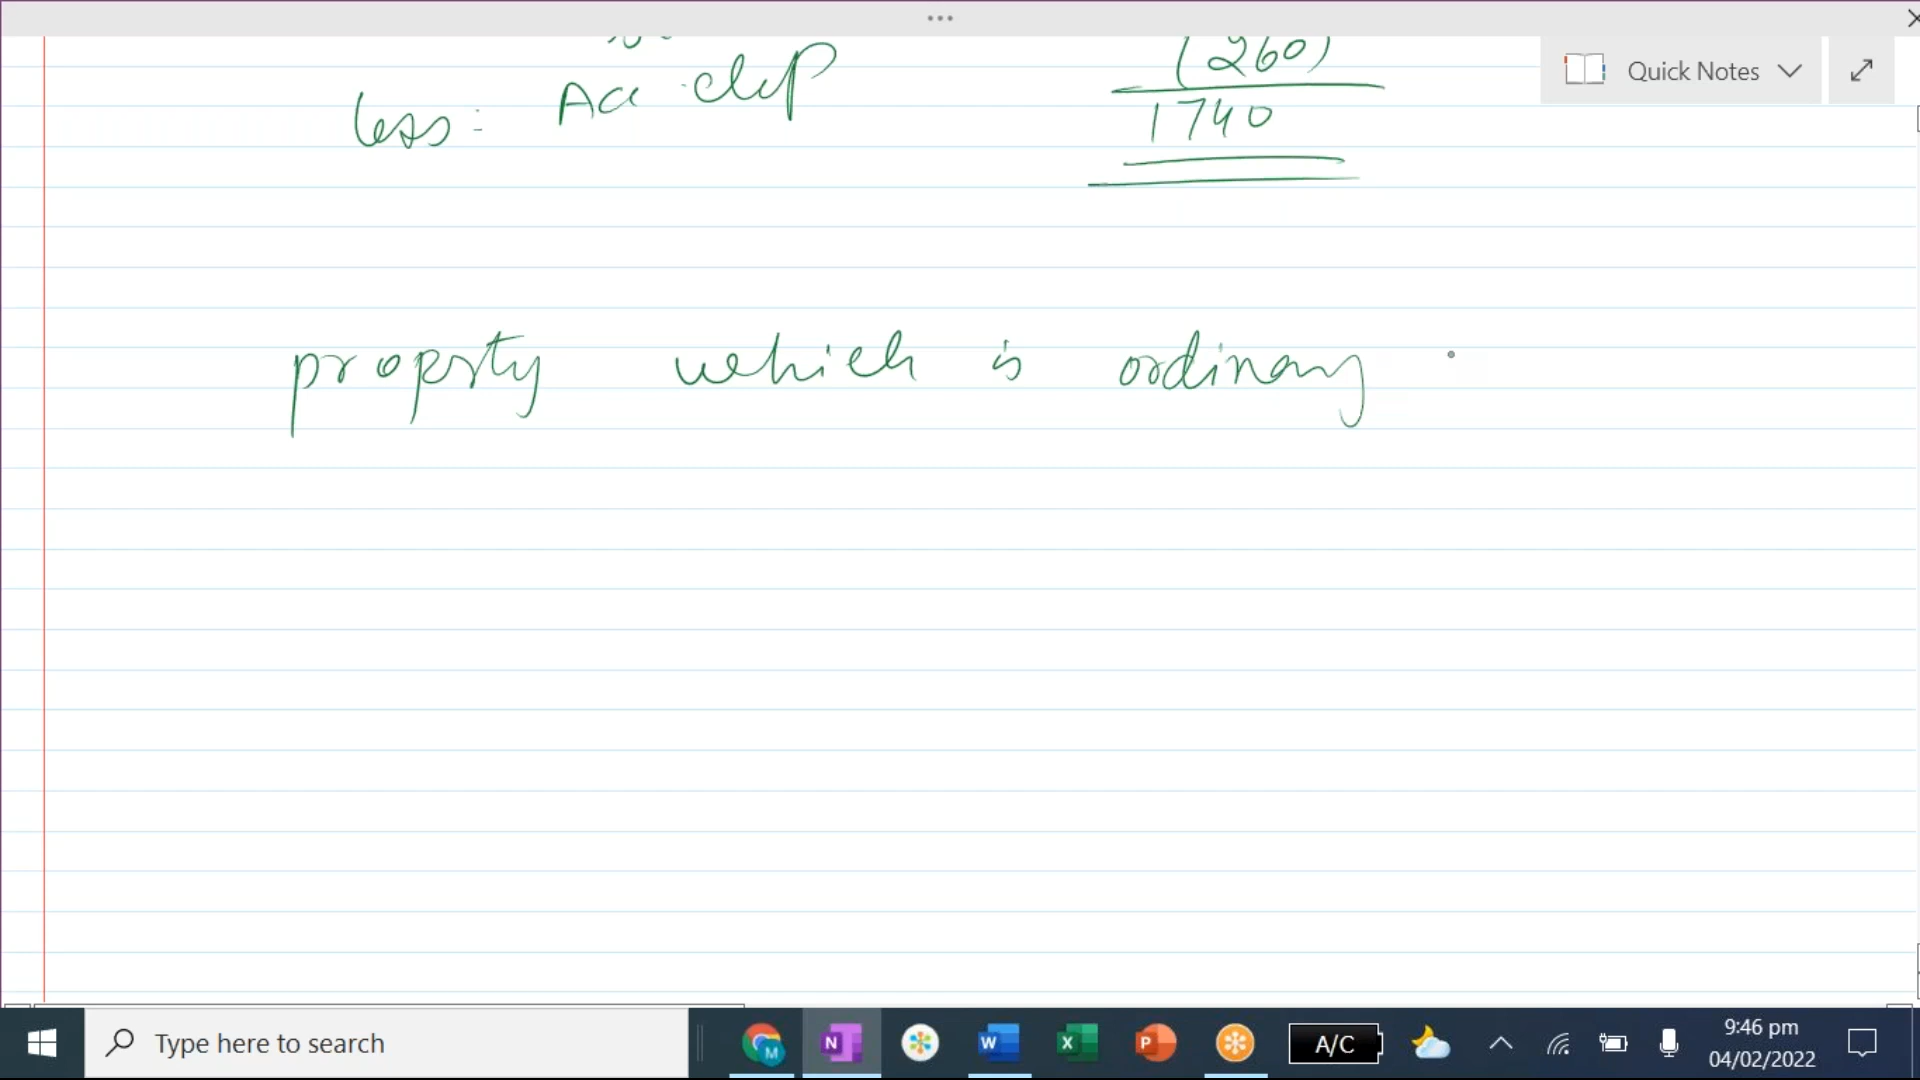 (260)
Quick Notes
less: Acc dep
1740
property which is ordinary
Type here to search
A/C
9:46 pm
04/02/2022